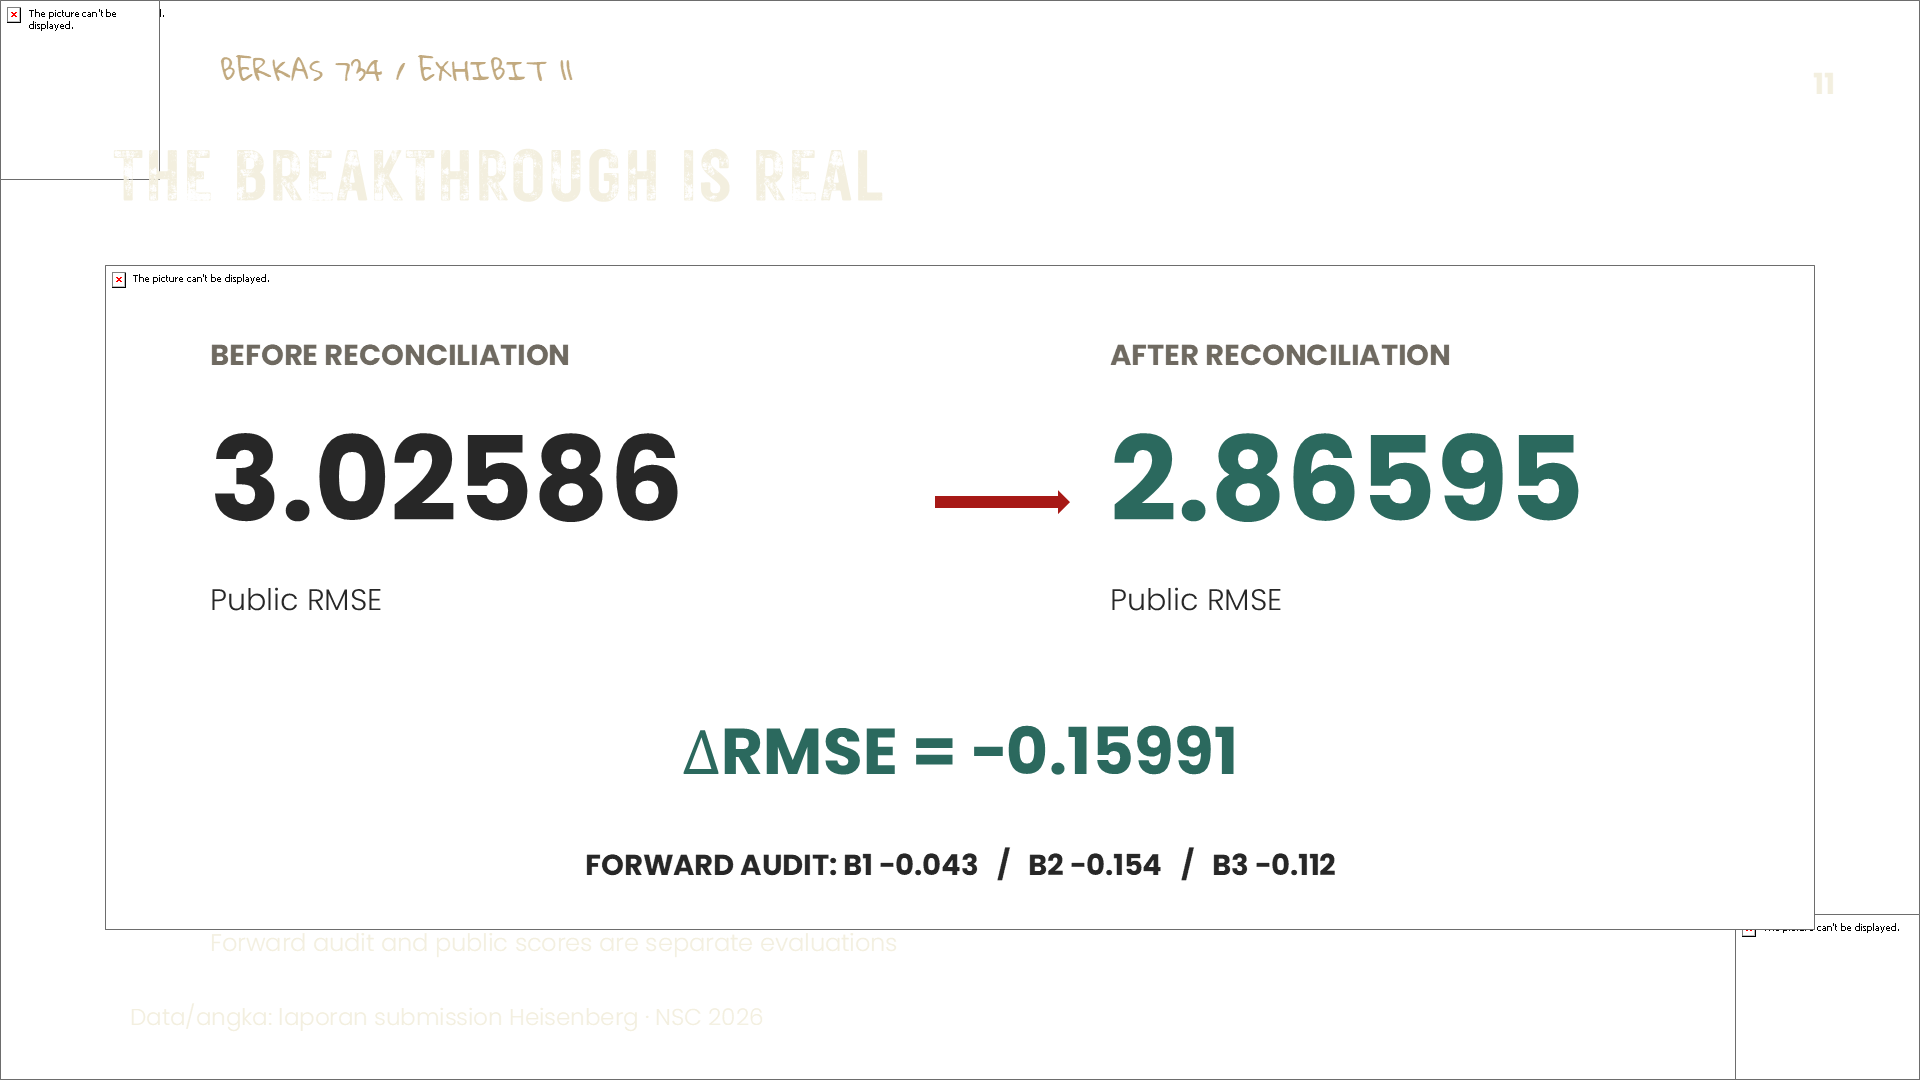 The picture can't be
displayed.
BERKAS 734 / EXHIBIT 11
11
THE BREAKTHROUGH IS REAL
The picture can't be displayed.
BEFORE RECONCILIATION
AFTER RECONCILIATION
3.02586
2.86595
Public RMSE
Public RMSE
ΔRMSE = −0.15991
FORWARD AUDIT: B1 −0.043 / B2 −0.154 / B3 −0.112
The picture can't be displayed.
Forward audit and public scores are separate evaluations
Data/angka: laporan submission Heisenberg · NSC 2026